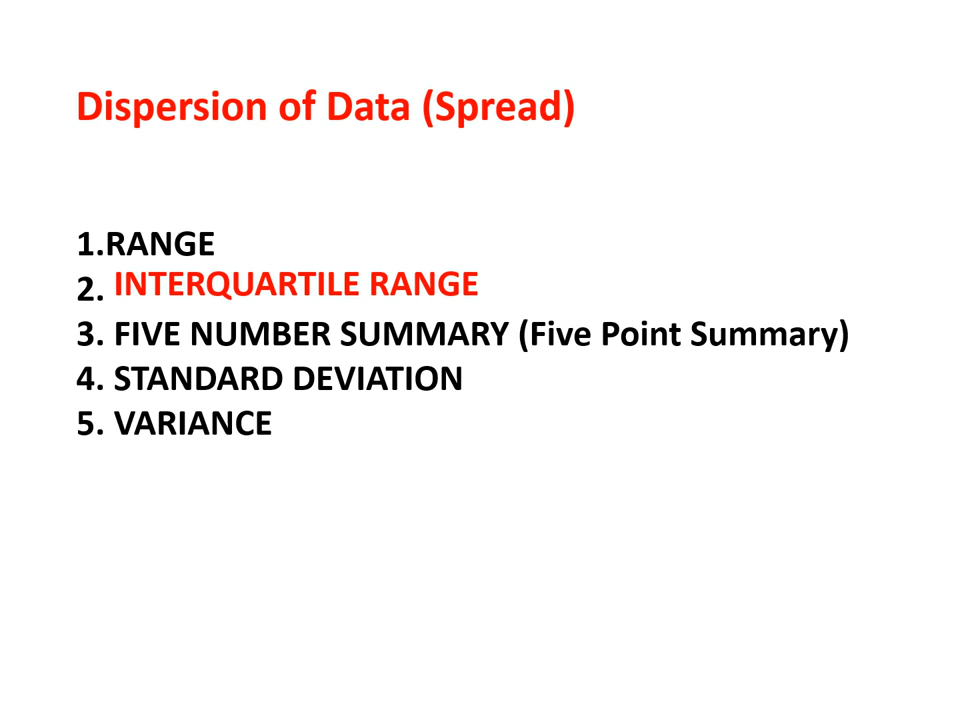 Dispersion of Data (Spread)
1.RANGE
2. INTERQUARTILE RANGE
3. FIVE NUMBER SUMMARY (Five Point Summary)
4. STANDARD DEVIATION
5. VARIANCE